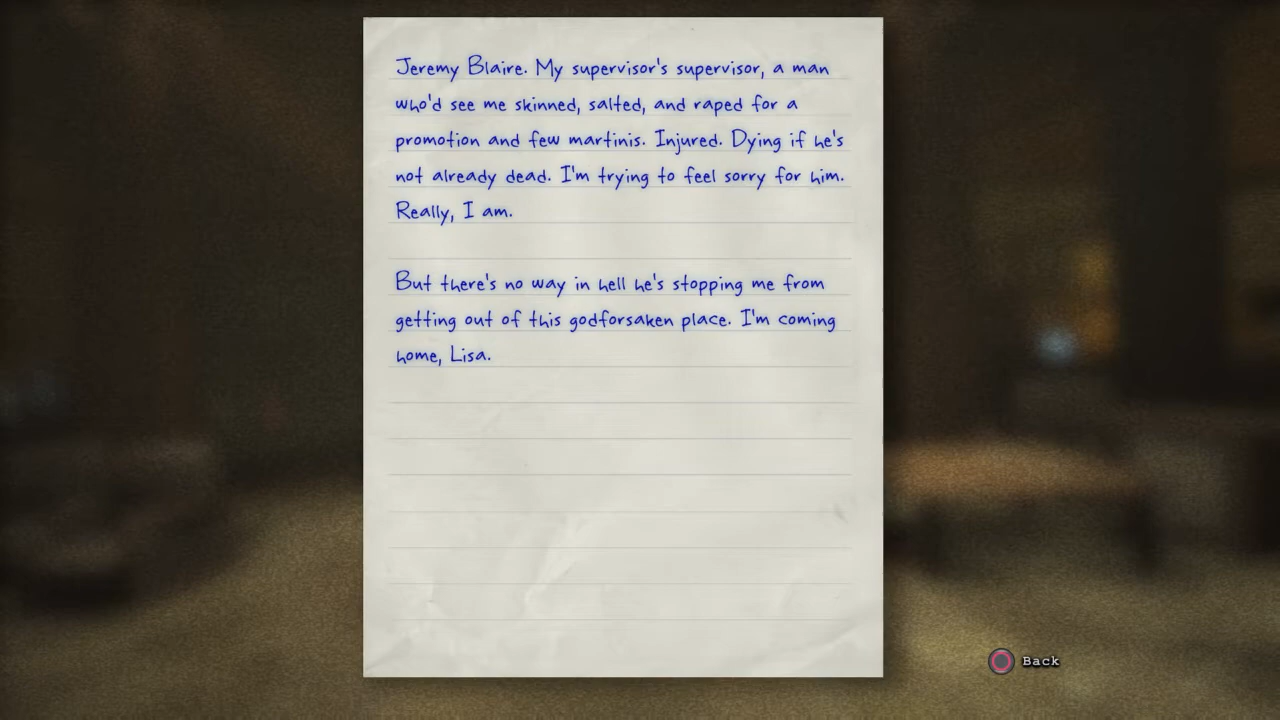 Jeremy Blaire. My supervisor's supervisor, a man
who'd see me skinned, salted, and raped for a
promotion and few martinis. Injured. Dying if he's
not already dead. I'm trying to feel sorry for him.
Really, I am.
But there's no way in hell he's stopping me from
getting out of this godforsaken place. I'm coming
home, Lisa.
Back